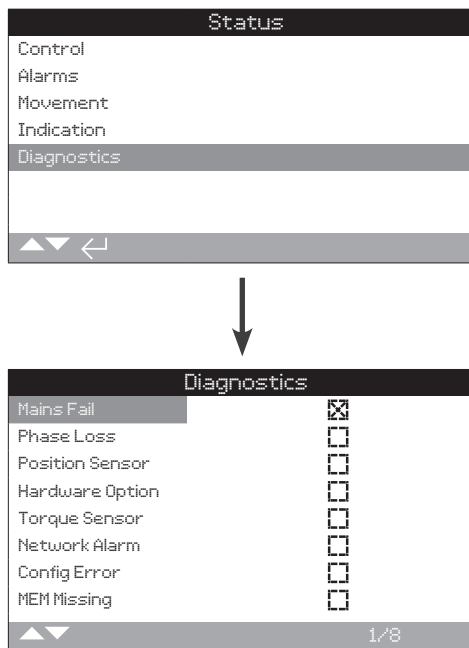 Status
Control
Alarms
Movement
Indication
Diagnostics
Diagnostics
Mains Fail
Phase Loss
Position Sensor
Hardware Option
Torque Sensor
Network Alarm
Config Error
MEM Missing
1/8